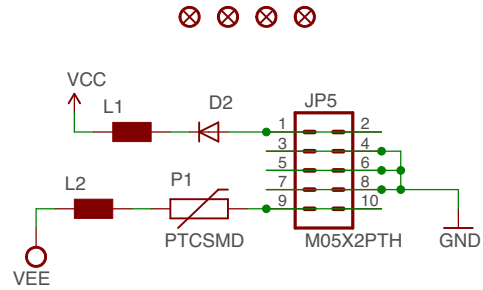 VCC
L1
D2
JP5
1 2
3 4
5 6
7 8
9 10
L2
P1
PTCSMD
M05X2PTH
GND
VEE